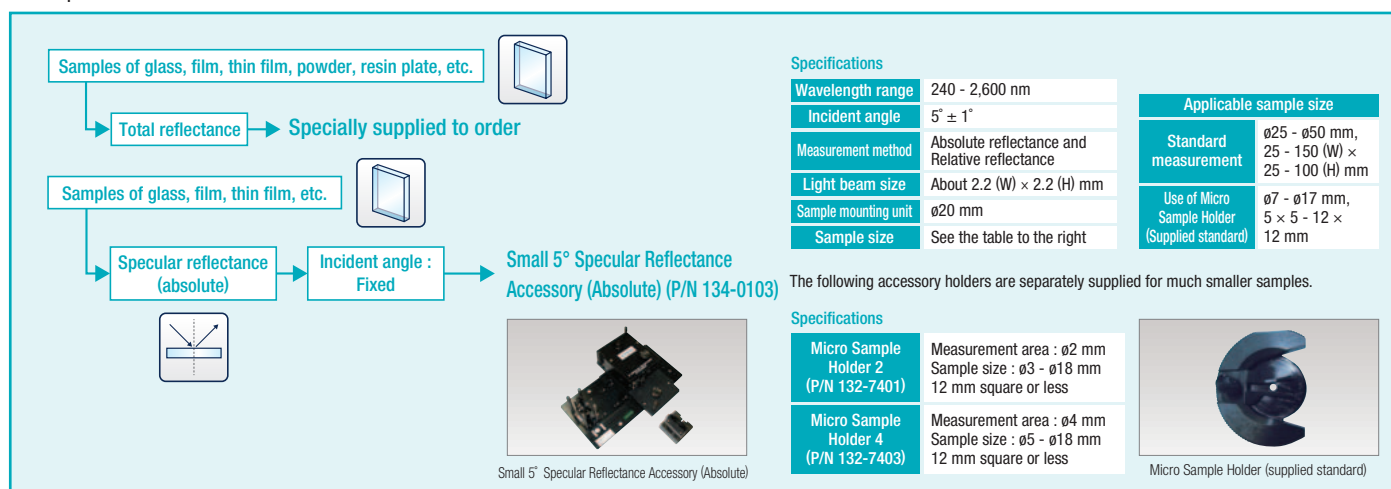 Samples of glass, film, thin film, powder, resin plate, etc.
Total reflectance
Specially supplied to order
Samples of glass, film, thin film, etc.
Specular reflectance
(absolute)
Incident angle :
Fixed
Small 5° Specular Reflectance
Accessory (Absolute) (P/N 134-0103)
Small 5° Specular Reflectance Accessory (Absolute)
Specifications
Wavelength range 240 - 2,600 nm
Incident angle 5° ± 1°
Measurement method Absolute reflectance and
Relative reflectance
Light beam size About 2.2 (W) × 2.2 (H) mm
Sample mounting unit ø20 mm
Sample size See the table to the right
Applicable sample size
Standard
measurement
ø25 - ø50 mm,
25 - 150 (W) ×
25 - 100 (H) mm
Use of Micro
Sample Holder
(Supplied standard)
ø7 - ø17 mm,
5 × 5 - 12 ×
12 mm
The following accessory holders are separately supplied for much smaller samples.
Specifications
Micro Sample
Holder 2
(P/N 132-7401)
Measurement area : ø2 mm
Sample size : ø3 - ø18 mm
12 mm square or less
Micro Sample
Holder 4
(P/N 132-7403)
Measurement area : ø4 mm
Sample size : ø5 - ø18 mm
12 mm square or less
Micro Sample Holder (supplied standard)